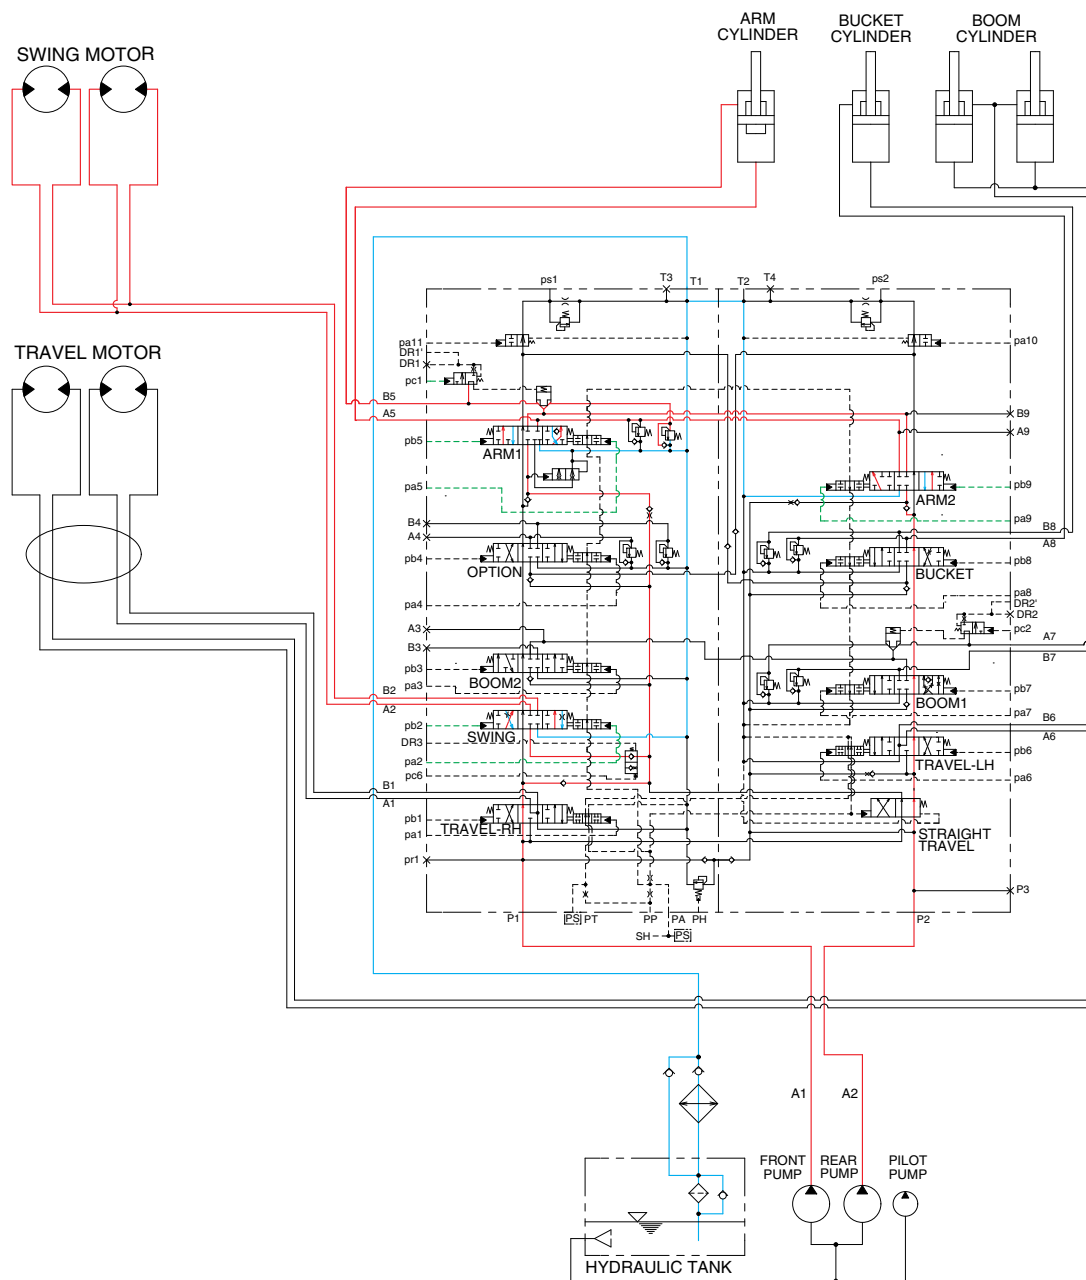 ARM
CYLINDER
BUCKET
CYLINDER
BOOM
CYLINDER
SWING MOTOR
TRAVEL MOTOR
ps1
T3
T1
T2
T4
ps2
pa11
DR1'
DR1
pc1
B5
A5
pb5
ARM1
pa5
B4
A4
pb4
OPTION
pa4
A3
B3
pb3
BOOM2
pa3
B2
A2
pb2
SWING
DR3
pa2
pc6
B1
A1
pb1
TRAVEL-RH
pa1
pr1
pa10
B9
A9
pb9
ARM2
pa9
B8
A8
pb8
BUCKET
pa8
DR2'
DR2
pc2
A7
B7
pb7
BOOM1
pa7
B6
A6
pb6
TRAVEL-LH
pa6
STRAIGHT
TRAVEL
P3
P1
PS
PT
PP
PA
PH
P2
SH
PS
A1
A2
FRONT
PUMP
REAR
PUMP
PILOT
PUMP
HYDRAULIC TANK